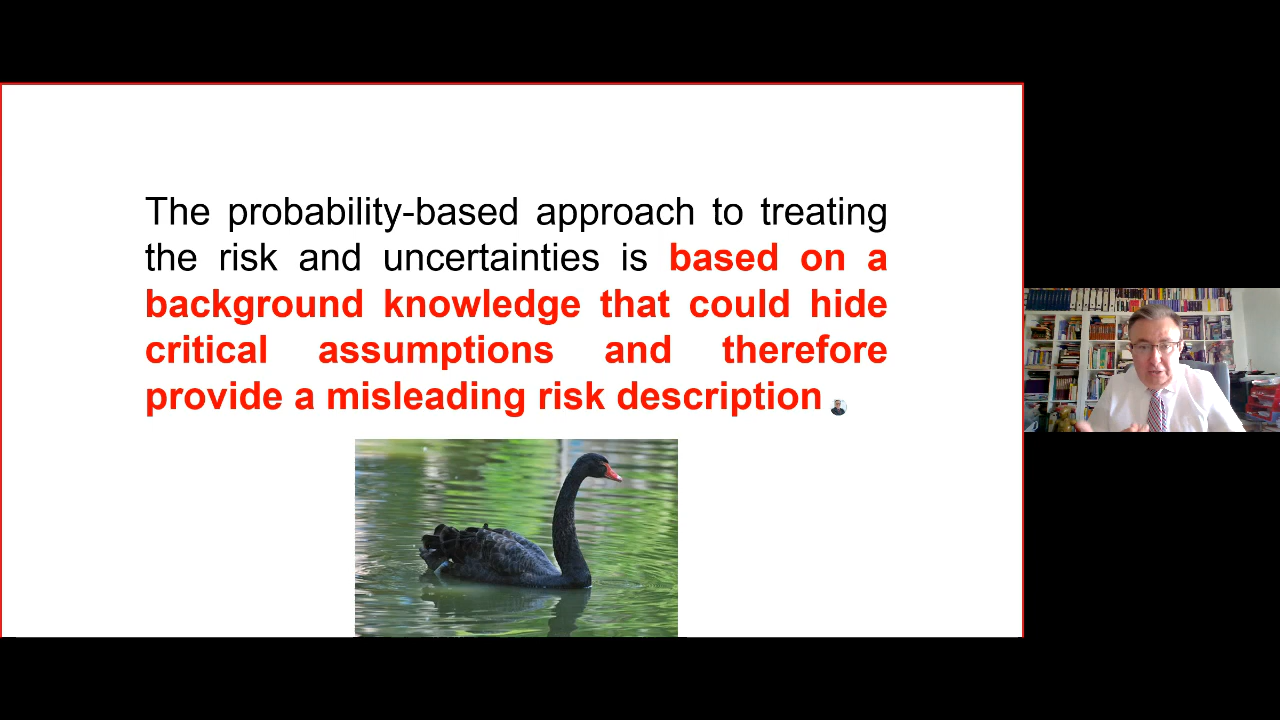 The probability-based approach to treating
the risk and uncertainties is based on a
background knowledge that could hide
critical assumptions and therefore
provide a misleading risk description